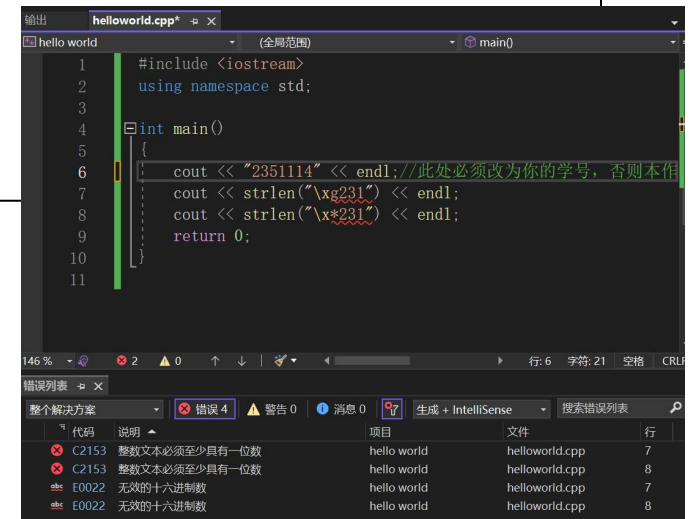 输出 helloworld.cpp*
hello world (全局范围) main()
1 #include <iostream>
2 using namespace std;
3
4 int main()
5 {
6 cout << "2351114" << endl;//此处必须改为你的学号，否则本作
7 cout << strlen("\xg231") << endl;
8 cout << strlen("\x*231") << endl;
9 return 0;
10 }
11
146 % 2 0 行: 6 字符: 21 空格 CRLF
错误列表
整个解决方案 错误 4 警告 0 消息 0 生成 + IntelliSense 搜索错误列表
代码 说明 项目 文件 行
C2153 整数文本必须至少具有一位数 hello world helloworld.cpp 7
C2153 整数文本必须至少具有一位数 hello world helloworld.cpp 8
abc E0022 无效的十六进制数 hello world helloworld.cpp 7
abc E0022 无效的十六进制数 hello world helloworld.cpp 8